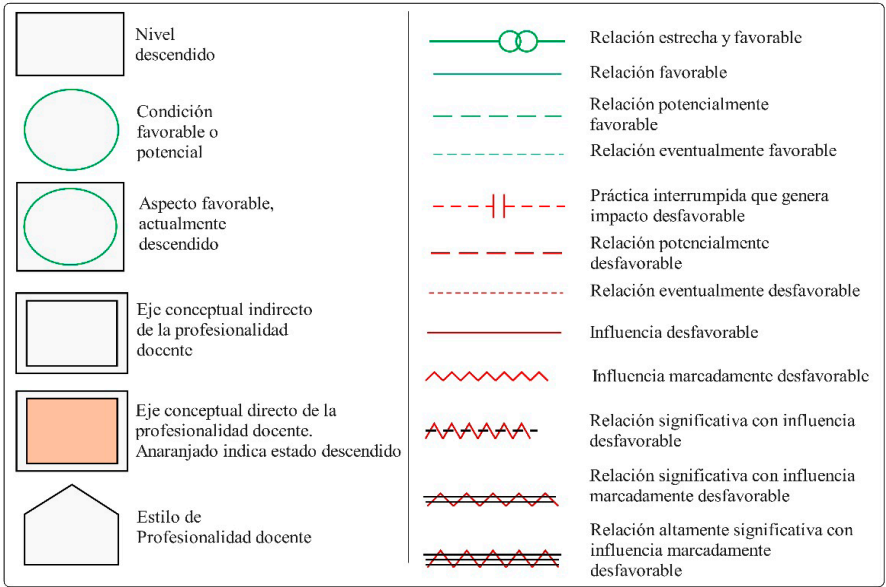 Nivel
descendido
Condición
favorable o
potencial
Aspecto favorable,
actualmente
descendido
Eje conceptual indirecto
de la profesionalidad
docente
Eje conceptual directo de la
profesionalidad docente.
Anaranjado indica estado descendido
Estilo de
Profesionalidad docente
Relación estrecha y favorable
Relación favorable
Relación potencialmente
favorable
Relación eventualmente favorable
Práctica interrumpida que genera
impacto desfavorable
Relación potencialmente
desfavorable
Relación eventualmente desfavorable
Influencia desfavorable
Influencia marcadamente desfavorable
Relación significativa con influencia
desfavorable
Relación significativa con influencia
marcadamente desfavorable
Relación altamente significativa con
influencia marcadamente
desfavorable